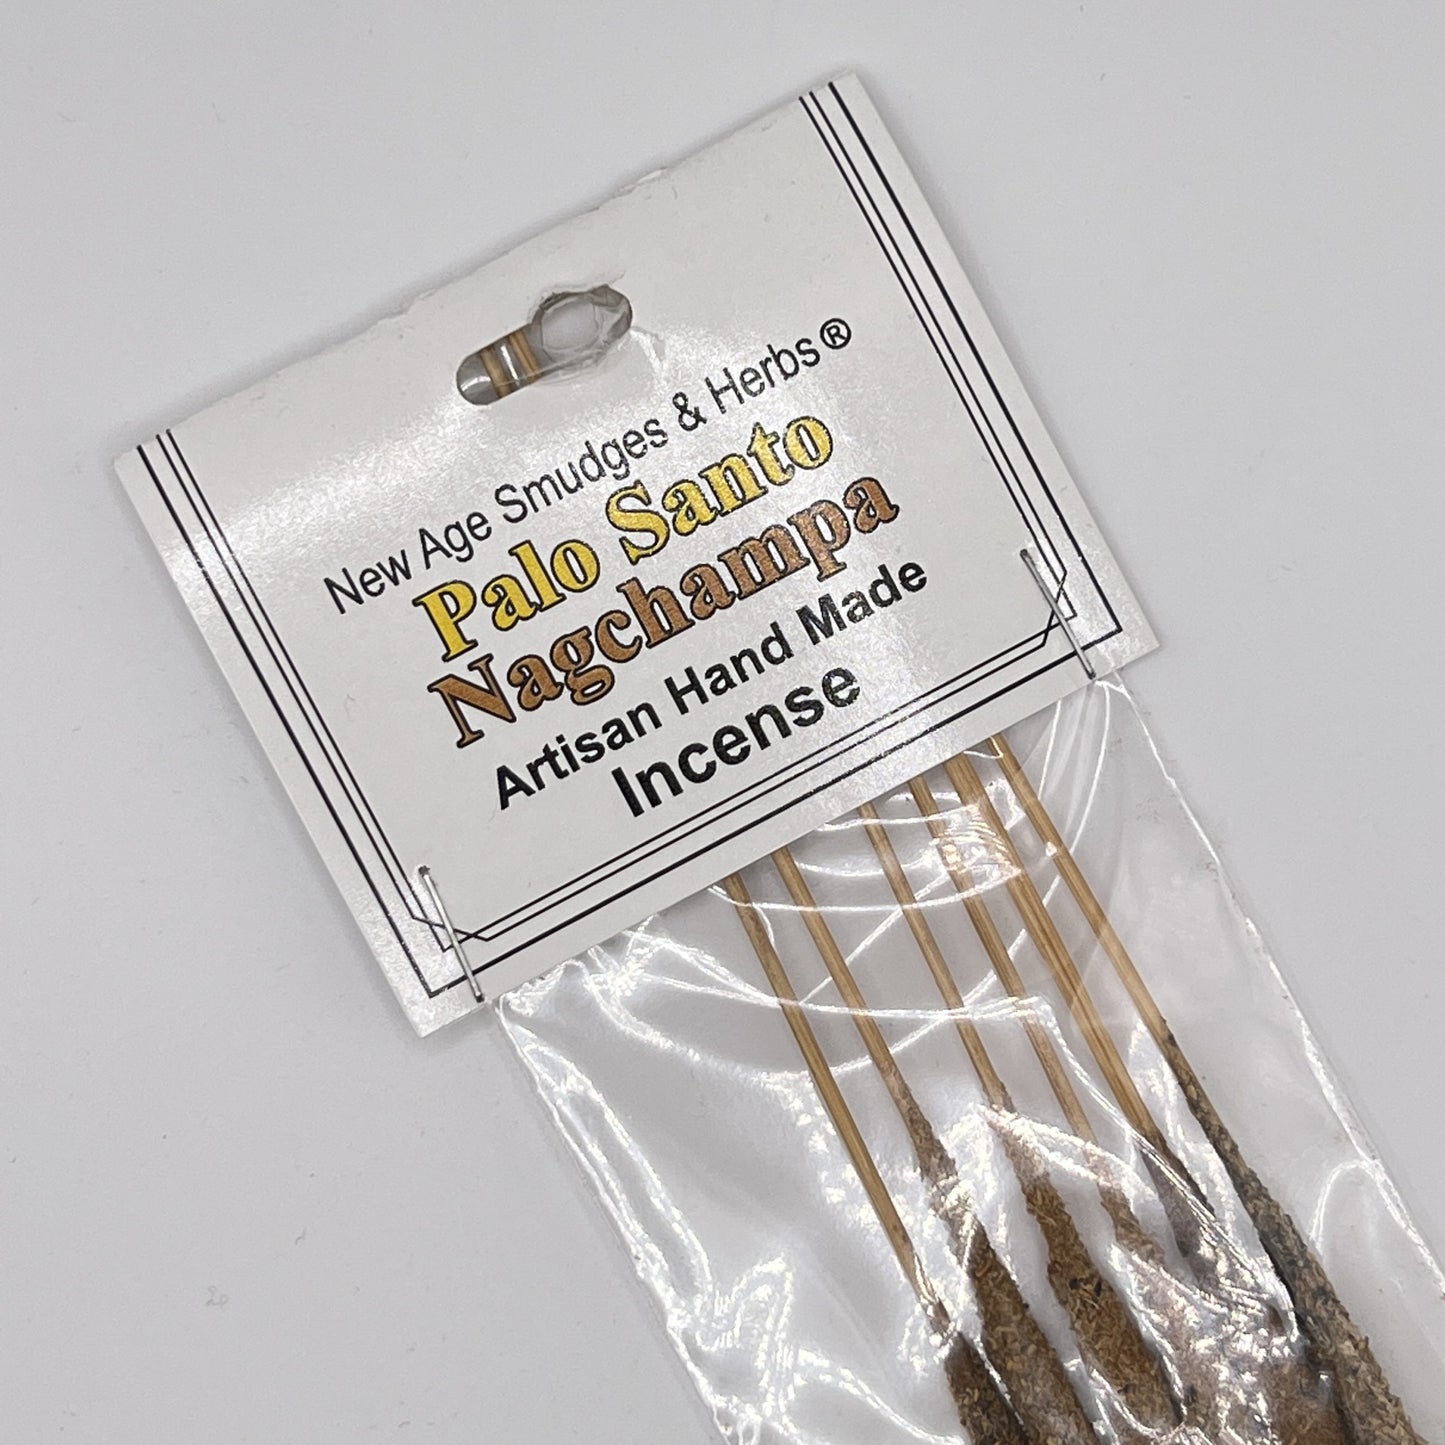 New Age Smudges & Herbs®
Palo Santo
Nagchampa
Artisan Hand Made
Incense